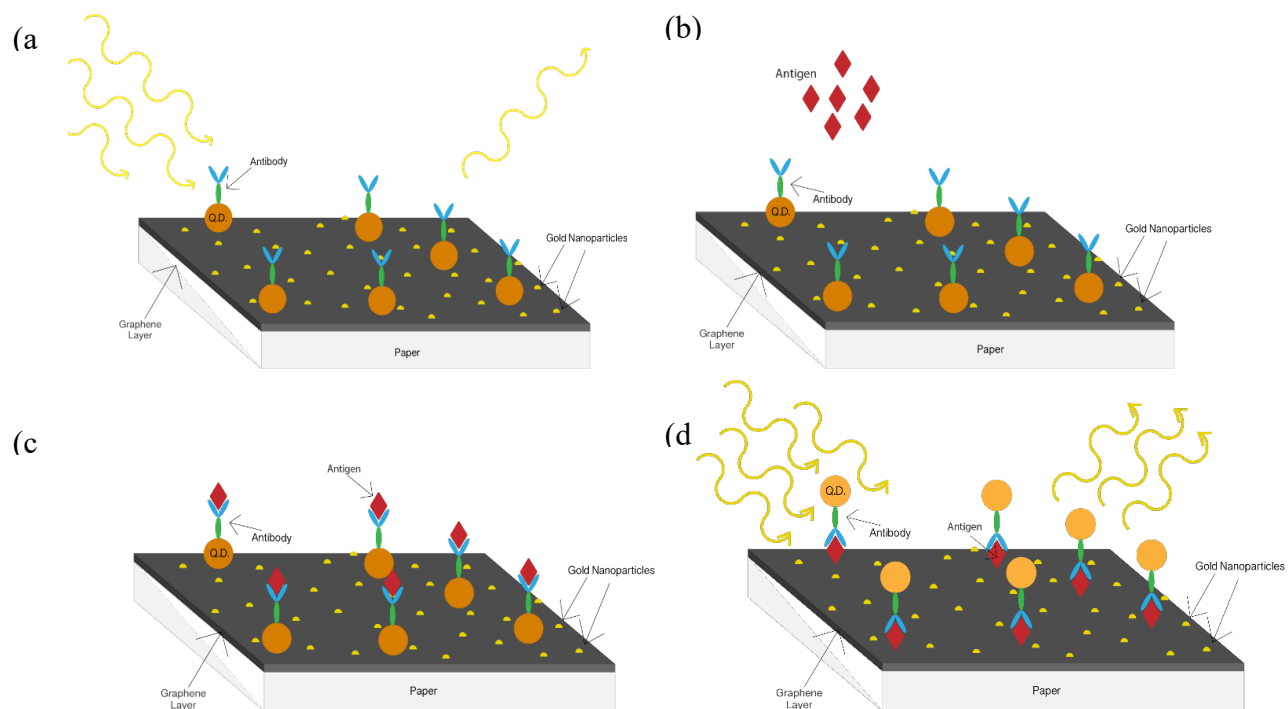 (a
Antibody
Q.D.
Gold Nanoparticles
Graphene
Layer
Paper
(b)
Antigen
Antibody
Q.D.
Gold Nanoparticles
Graphene
Layer
Paper
(c
Antigen
Antibody
Q.D.
Gold Nanoparticles
Graphene
Layer
Paper
(d
Q.D.
Antibody
Antigen
Gold Nanoparticles
Graphene
Layer
Paper